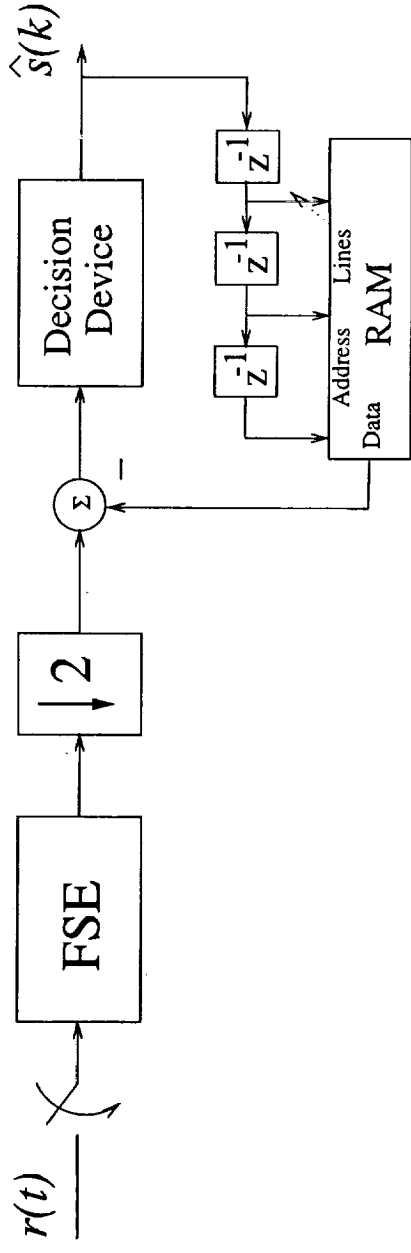 r(t)
FSE
↓2
Σ
−
Decision
Device
ŝ(k)
z⁻¹
z⁻¹
z⁻¹
Address Lines
Data RAM